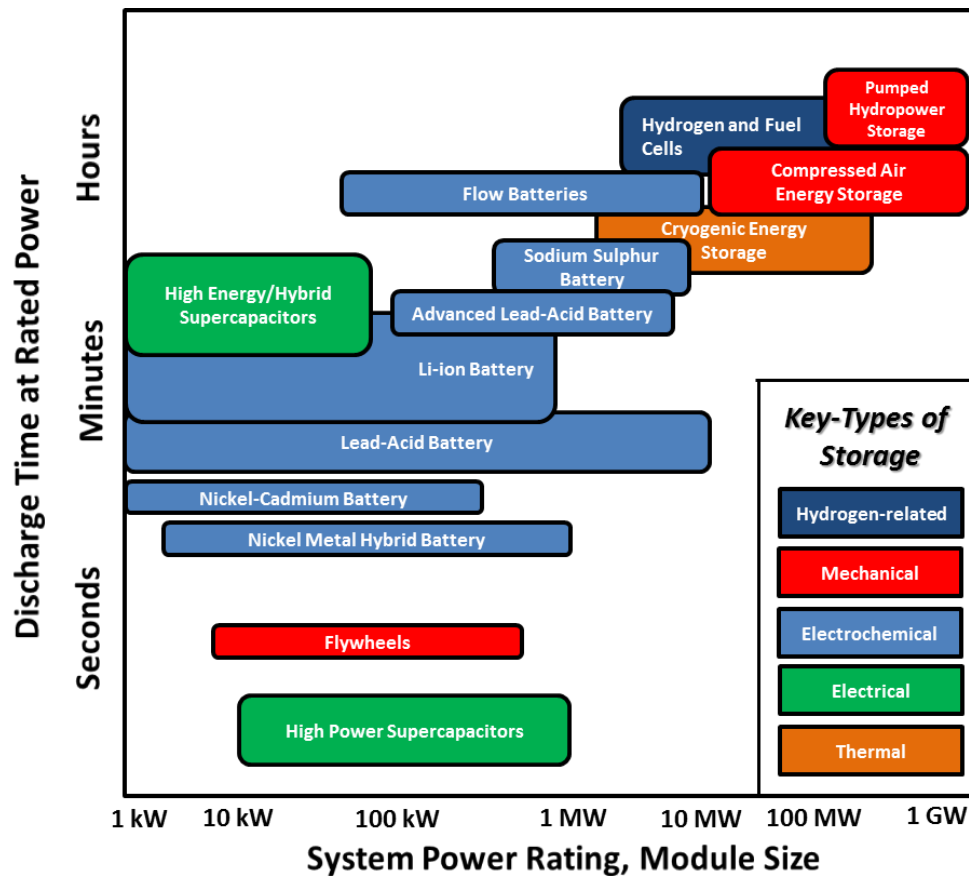 Discharge Time at Rated Power
Hours
Minutes
Seconds
Pumped
Hydropower
Storage
Hydrogen and Fuel
Cells
Compressed Air
Energy Storage
Flow Batteries
Cryogenic Energy
Storage
Sodium Sulphur
Battery
High Energy/Hybrid
Supercapacitors
Advanced Lead-Acid Battery
Li-ion Battery
Lead-Acid Battery
Nickel-Cadmium Battery
Nickel Metal Hybrid Battery
Flywheels
High Power Supercapacitors
Key-Types of
Storage
Hydrogen-related
Mechanical
Electrochemical
Electrical
Thermal
1 kW 10 kW 100 kW 1 MW 10 MW 100 MW 1 GW
System Power Rating, Module Size